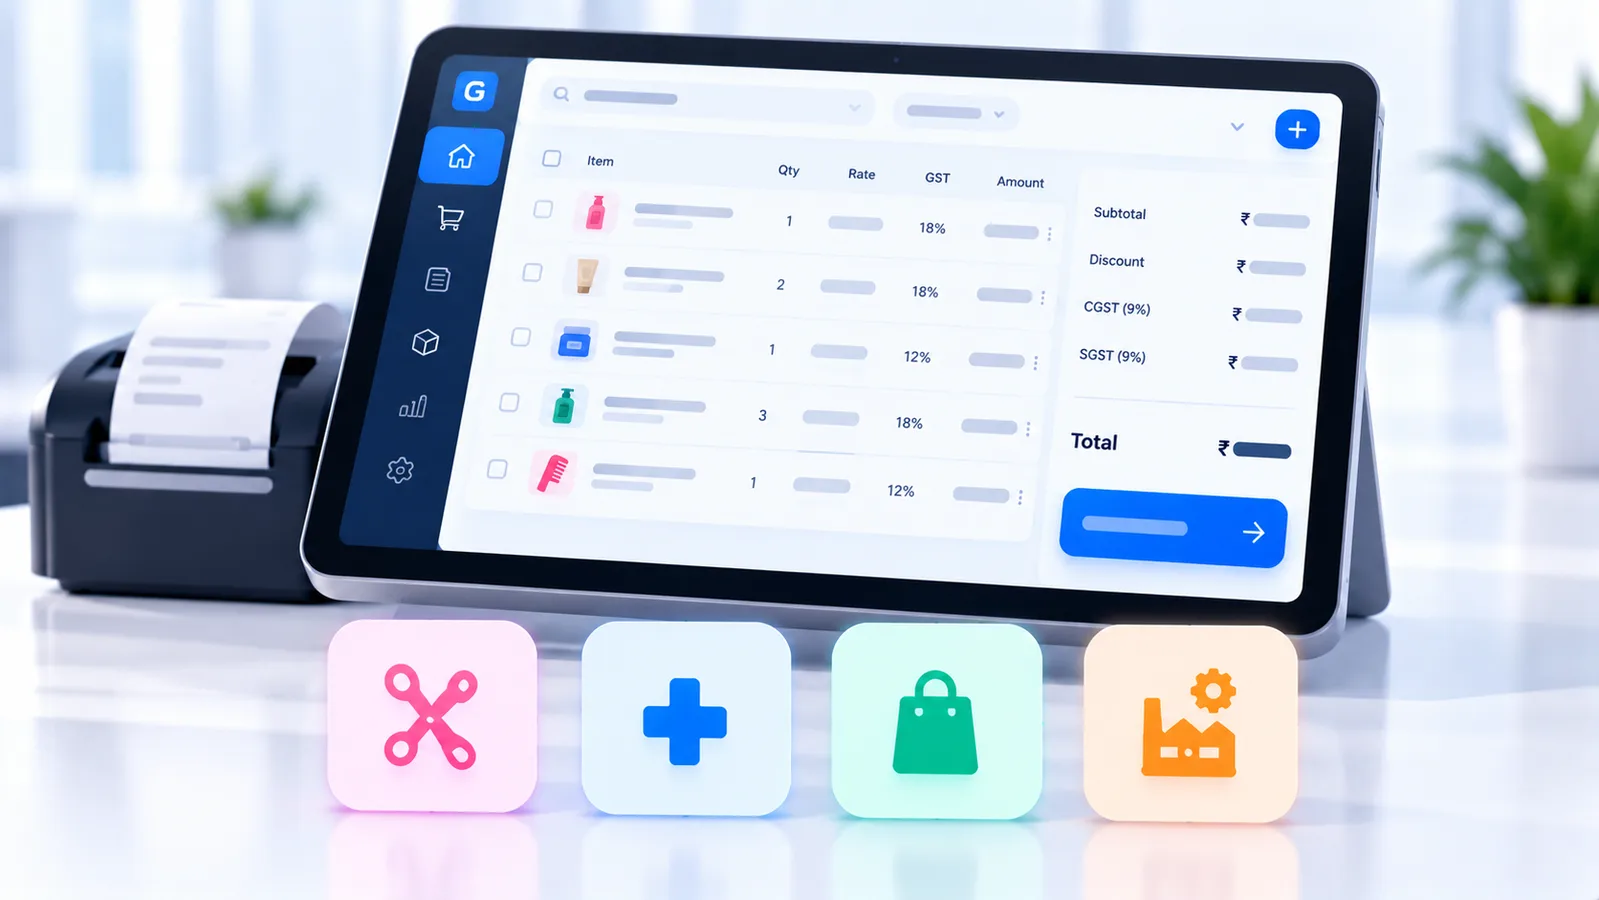 G
Item Qty Rate GST Amount
1 18%
2 18%
1 12%
3 18%
1 12%
Subtotal ₹
Discount ₹
CGST (9%) ₹
SGST (9%) ₹
Total ₹